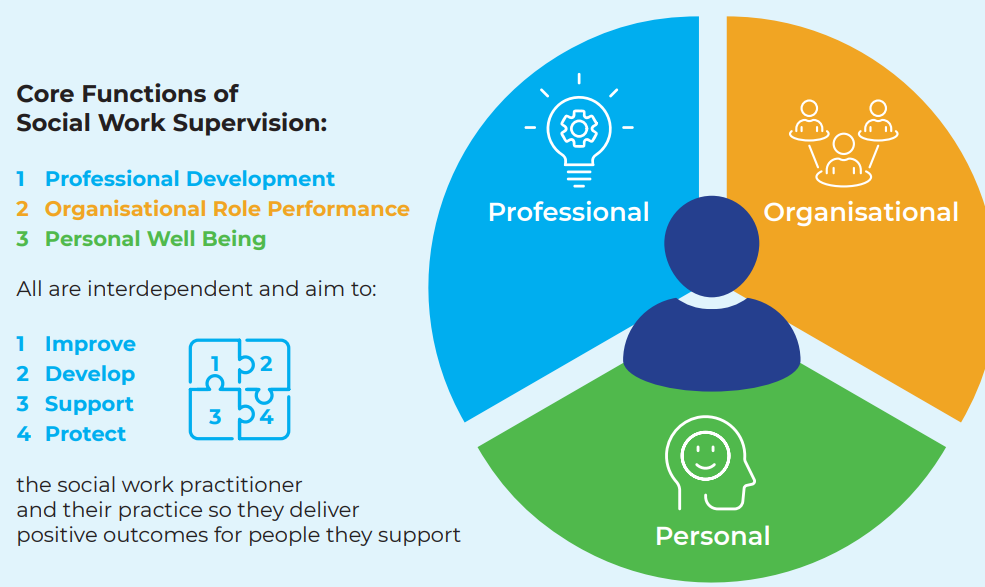 Core Functions of
Social Work Supervision:
1 Professional Development
2 Organisational Role Performance
3 Personal Well Being
All are interdependent and aim to:
1 Improve
2 Develop
3 Support
4 Protect
1 2
3 4
the social work practitioner
and their practice so they deliver
positive outcomes for people they support
Professional
Organisational
Personal